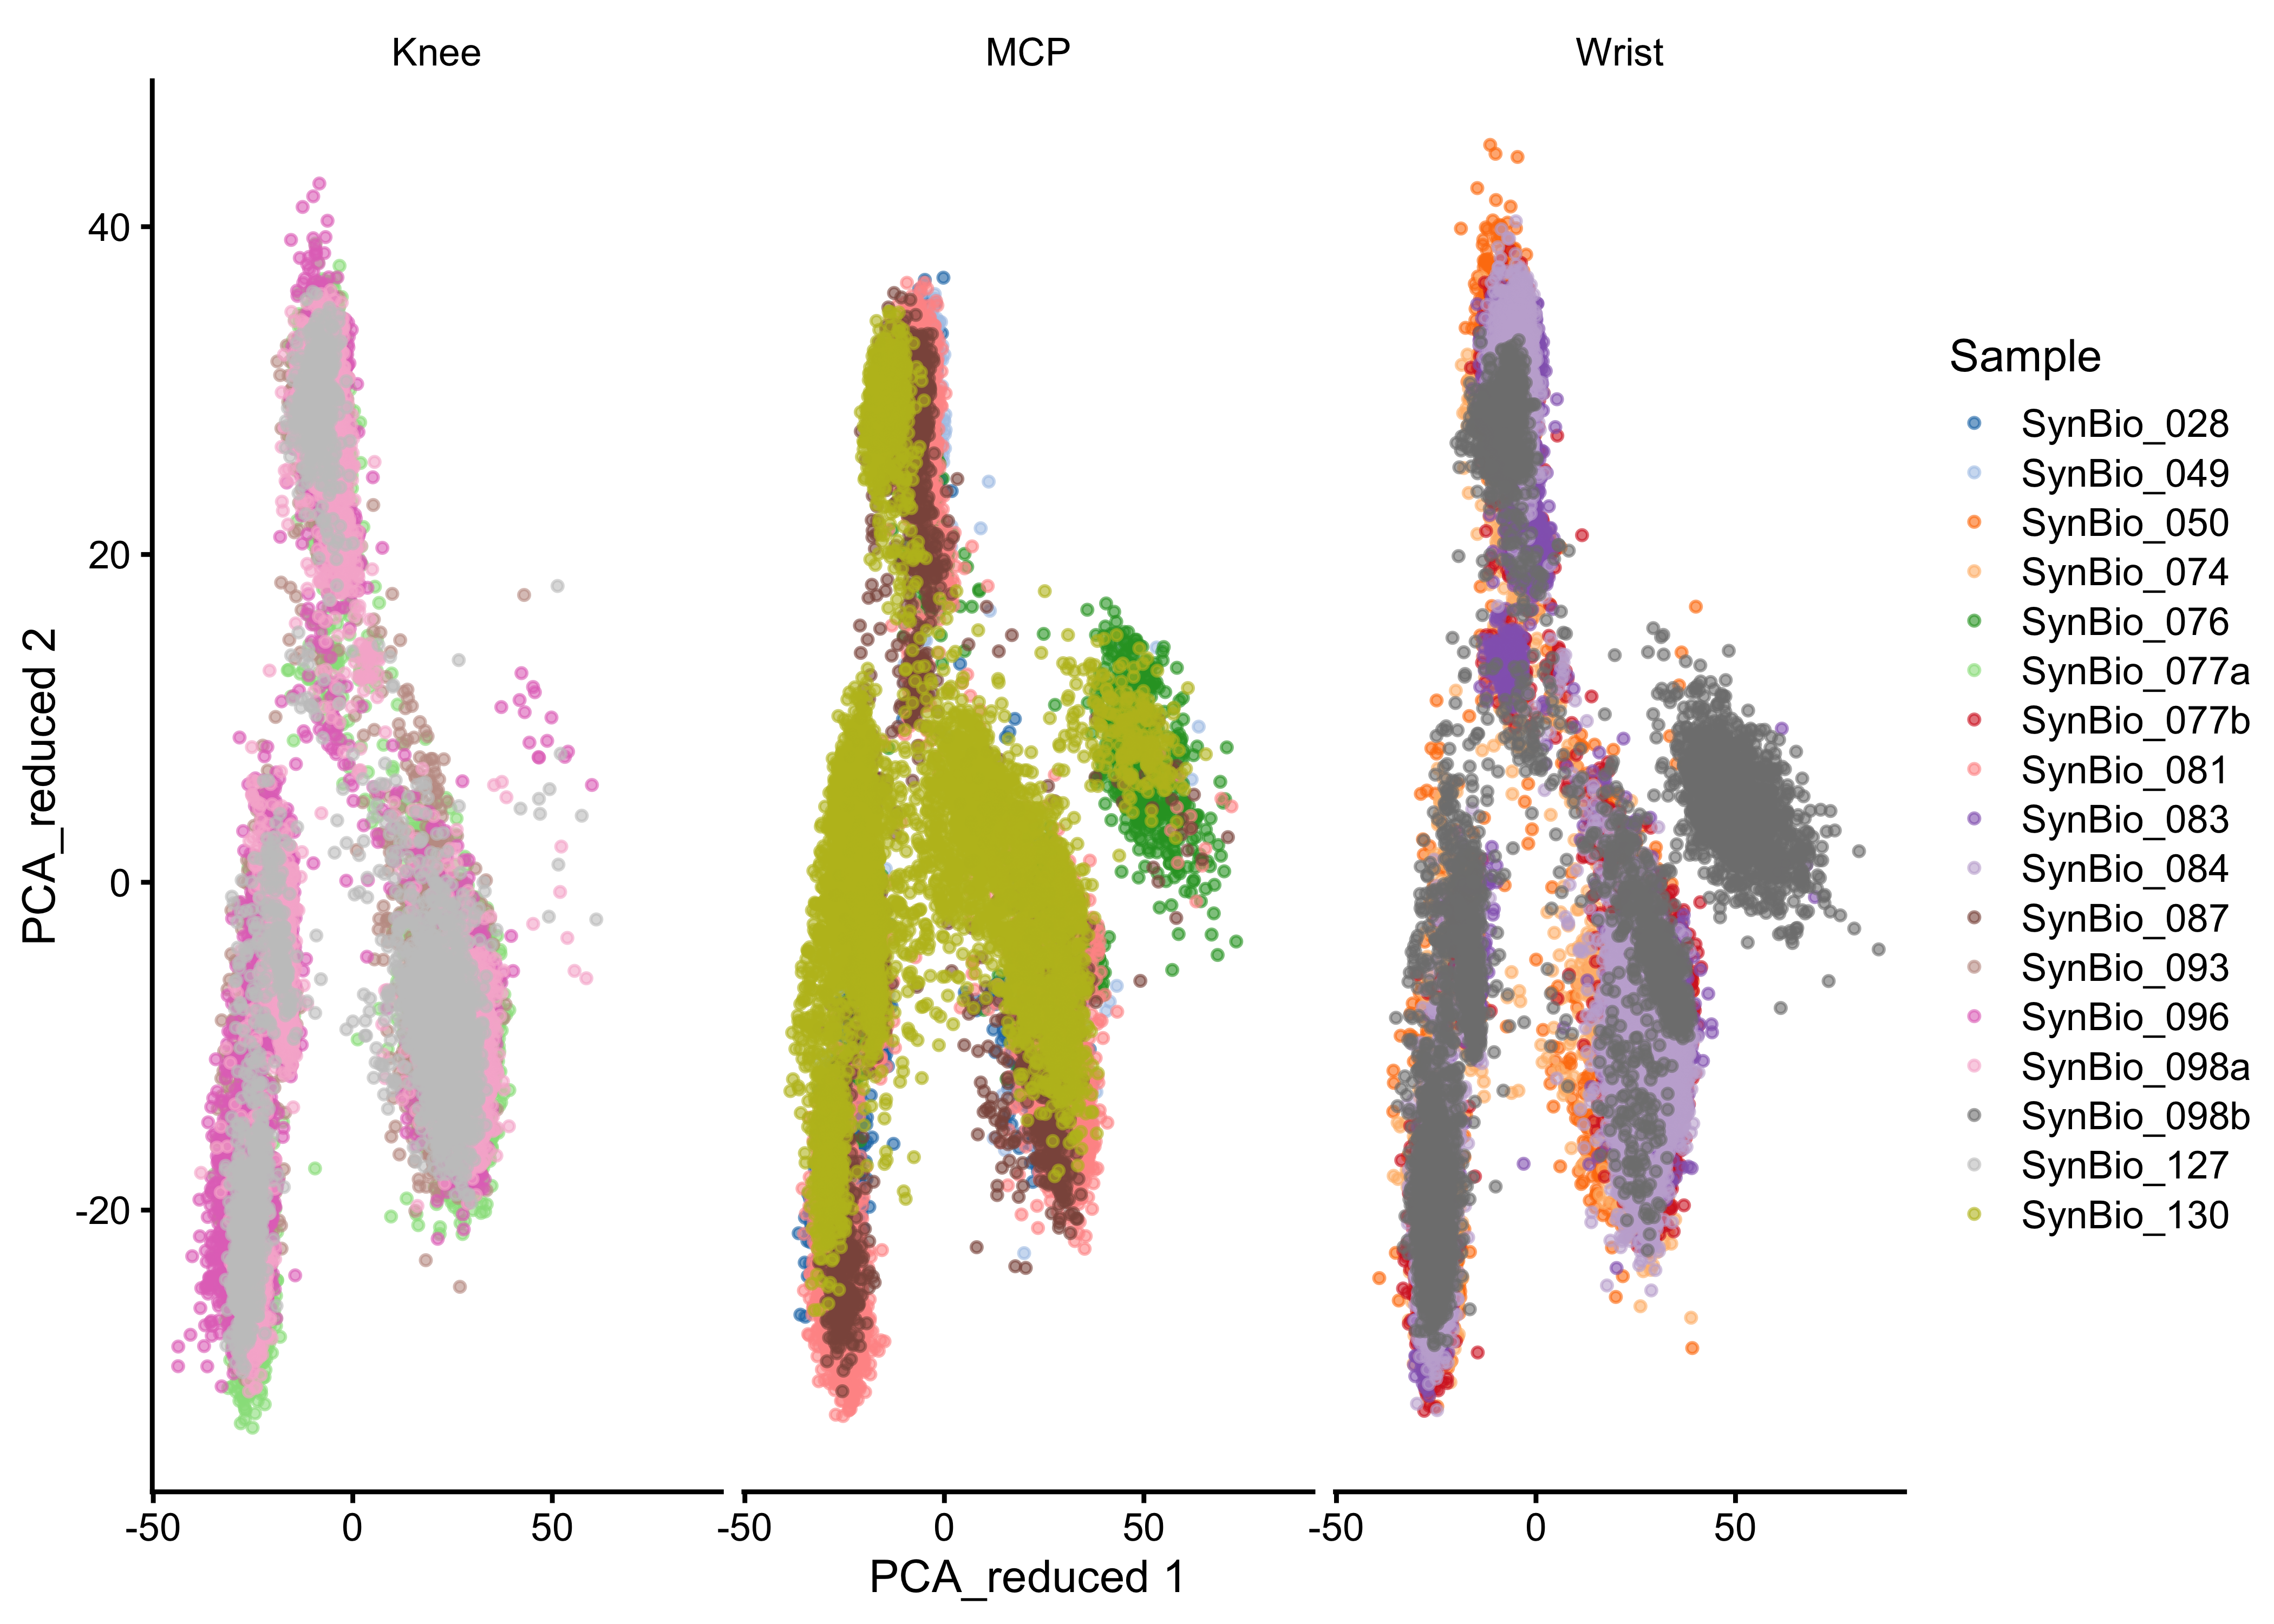 Knee MCP Wrist
40
20
0
-20
PCA_reduced 2
-50 0 50 -50 0 50 -50 0 50
PCA_reduced 1
Sample
SynBio_028
SynBio_049
SynBio_050
SynBio_074
SynBio_076
SynBio_077a
SynBio_077b
SynBio_081
SynBio_083
SynBio_084
SynBio_087
SynBio_093
SynBio_096
SynBio_098a
SynBio_098b
SynBio_127
SynBio_130